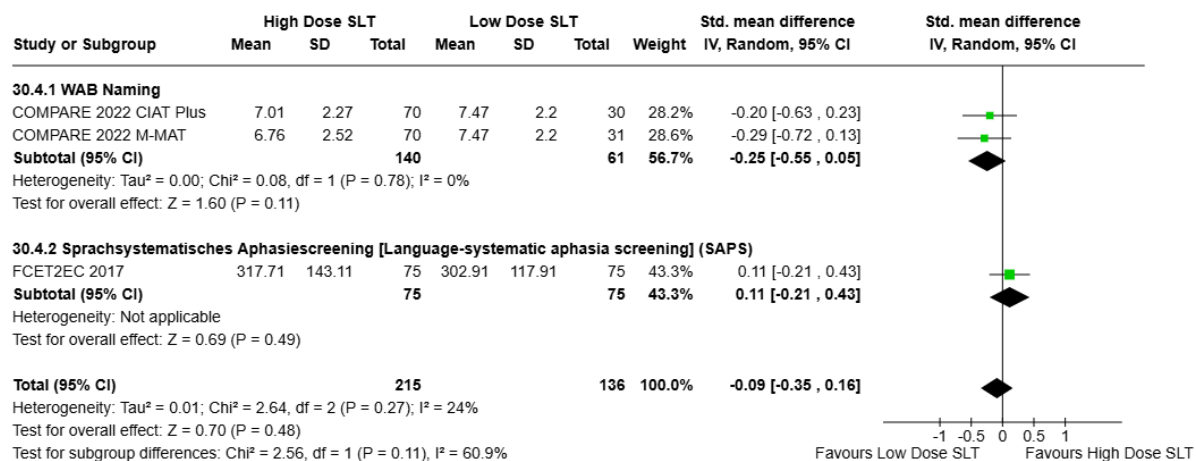 High Dose SLT Low Dose SLT Std. mean difference Std. mean difference
Study or Subgroup Mean SD Total Mean SD Total Weight IV, Random, 95% CI IV, Random, 95% CI
30.4.1 WAB Naming
COMPARE 2022 CIAT Plus 7.01 2.27 70 7.47 2.2 30 28.2% -0.20 [-0.63 , 0.23]
COMPARE 2022 M-MAT 6.76 2.52 70 7.47 2.2 31 28.6% -0.29 [-0.72 , 0.13]
Subtotal (95% CI) 140 61 56.7% -0.25 [-0.55 , 0.05]
Heterogeneity: Tau² = 0.00; Chi² = 0.08, df = 1 (P = 0.78); I² = 0%
Test for overall effect: Z = 1.60 (P = 0.11)
30.4.2 Sprachsystematisches Aphasiescreening [Language-systematic aphasia screening] (SAPS)
FCET2EC 2017 317.71 143.11 75 302.91 117.91 75 43.3% 0.11 [-0.21 , 0.43]
Subtotal (95% CI) 75 75 43.3% 0.11 [-0.21 , 0.43]
Heterogeneity: Not applicable
Test for overall effect: Z = 0.69 (P = 0.49)
Total (95% CI) 215 136 100.0% -0.09 [-0.35 , 0.16]
Heterogeneity: Tau² = 0.01; Chi² = 2.64, df = 2 (P = 0.27); I² = 24%
Test for overall effect: Z = 0.70 (P = 0.48)
-1 -0.5 0 0.5 1
Test for subgroup differences: Chi² = 2.56, df = 1 (P = 0.11), I² = 60.9% Favours Low Dose SLT Favours High Dose SLT